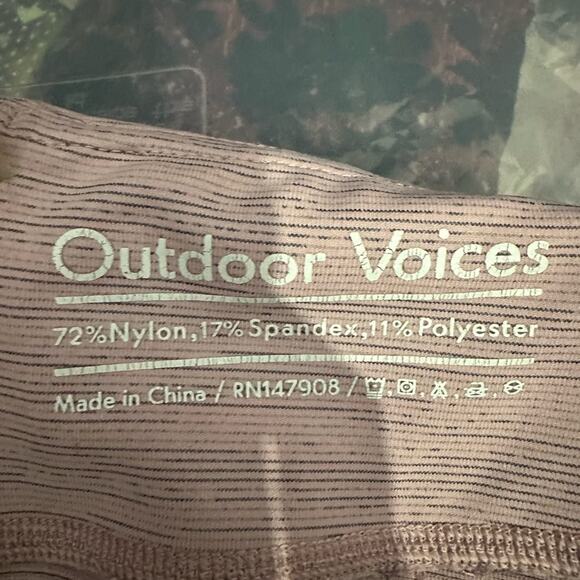 Outdoor Voices
72%Nylon,17%Spandex,11%Polyester
Made in China / RN147908 /